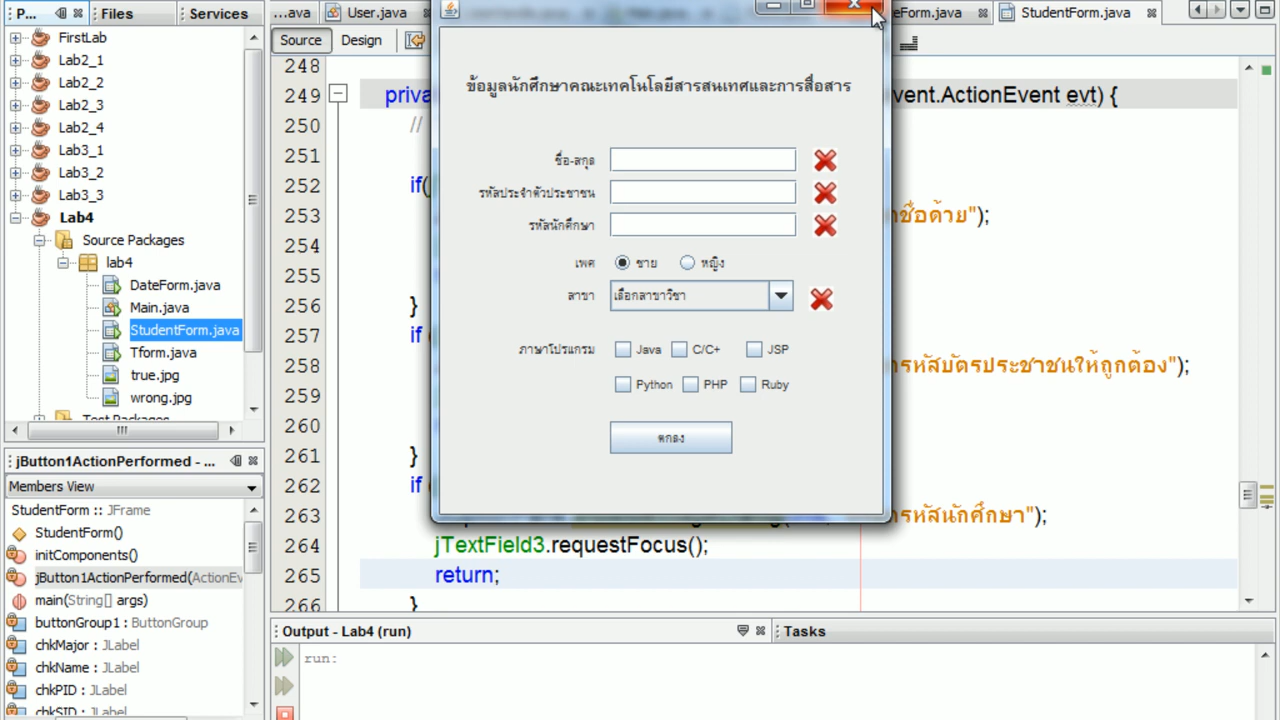 P... Files Services
FirstLab
Lab2_1
Lab2_2
Lab2_3
Lab2_4
Lab3_1
Lab3_2
Lab3_3
Lab4
Source Packages
lab4
DateForm.java
Main.java
StudentForm.java
Tform.java
true.jpg
wrong.jpg
Test Packages
jButton1ActionPerformed - ...
Members View
StudentForm :: JFrame
StudentForm()
initComponents()
jButton1ActionPerformed(ActionEv
main(String[] args)
buttonGroup1 : ButtonGroup
chkMajor : JLabel
chkName : JLabel
chkPID : JLabel
chkSID : JLabel
...ava User.java eForm.java StudentForm.java
Source Design
248
249 priva vent.ActionEvent evt) {
250 //
251
252 if(
253 าชื่อด้วย");
254
255
256 }
257 if
258 รหัสบัตรประชาชนให้ถูกต้อง");
259
260
261 }
262 if
263 รหัสนักศึกษา");
264 jTextField3.requestFocus();
265 return;
266 }
ข้อมูลนักศึกษาคณะเทคโนโลยีสารสนเทศและการสื่อสาร
ชื่อ-สกุล
รหัสประจำตัวประชาชน
รหัสนักศึกษา
เพศ ชาย หญิง
สาขา เลือกสาขาวิชา
ภาษาโปรแกรม Java C/C+ JSP
Python PHP Ruby
ตกลง
Output - Lab4 (run) Tasks
run: